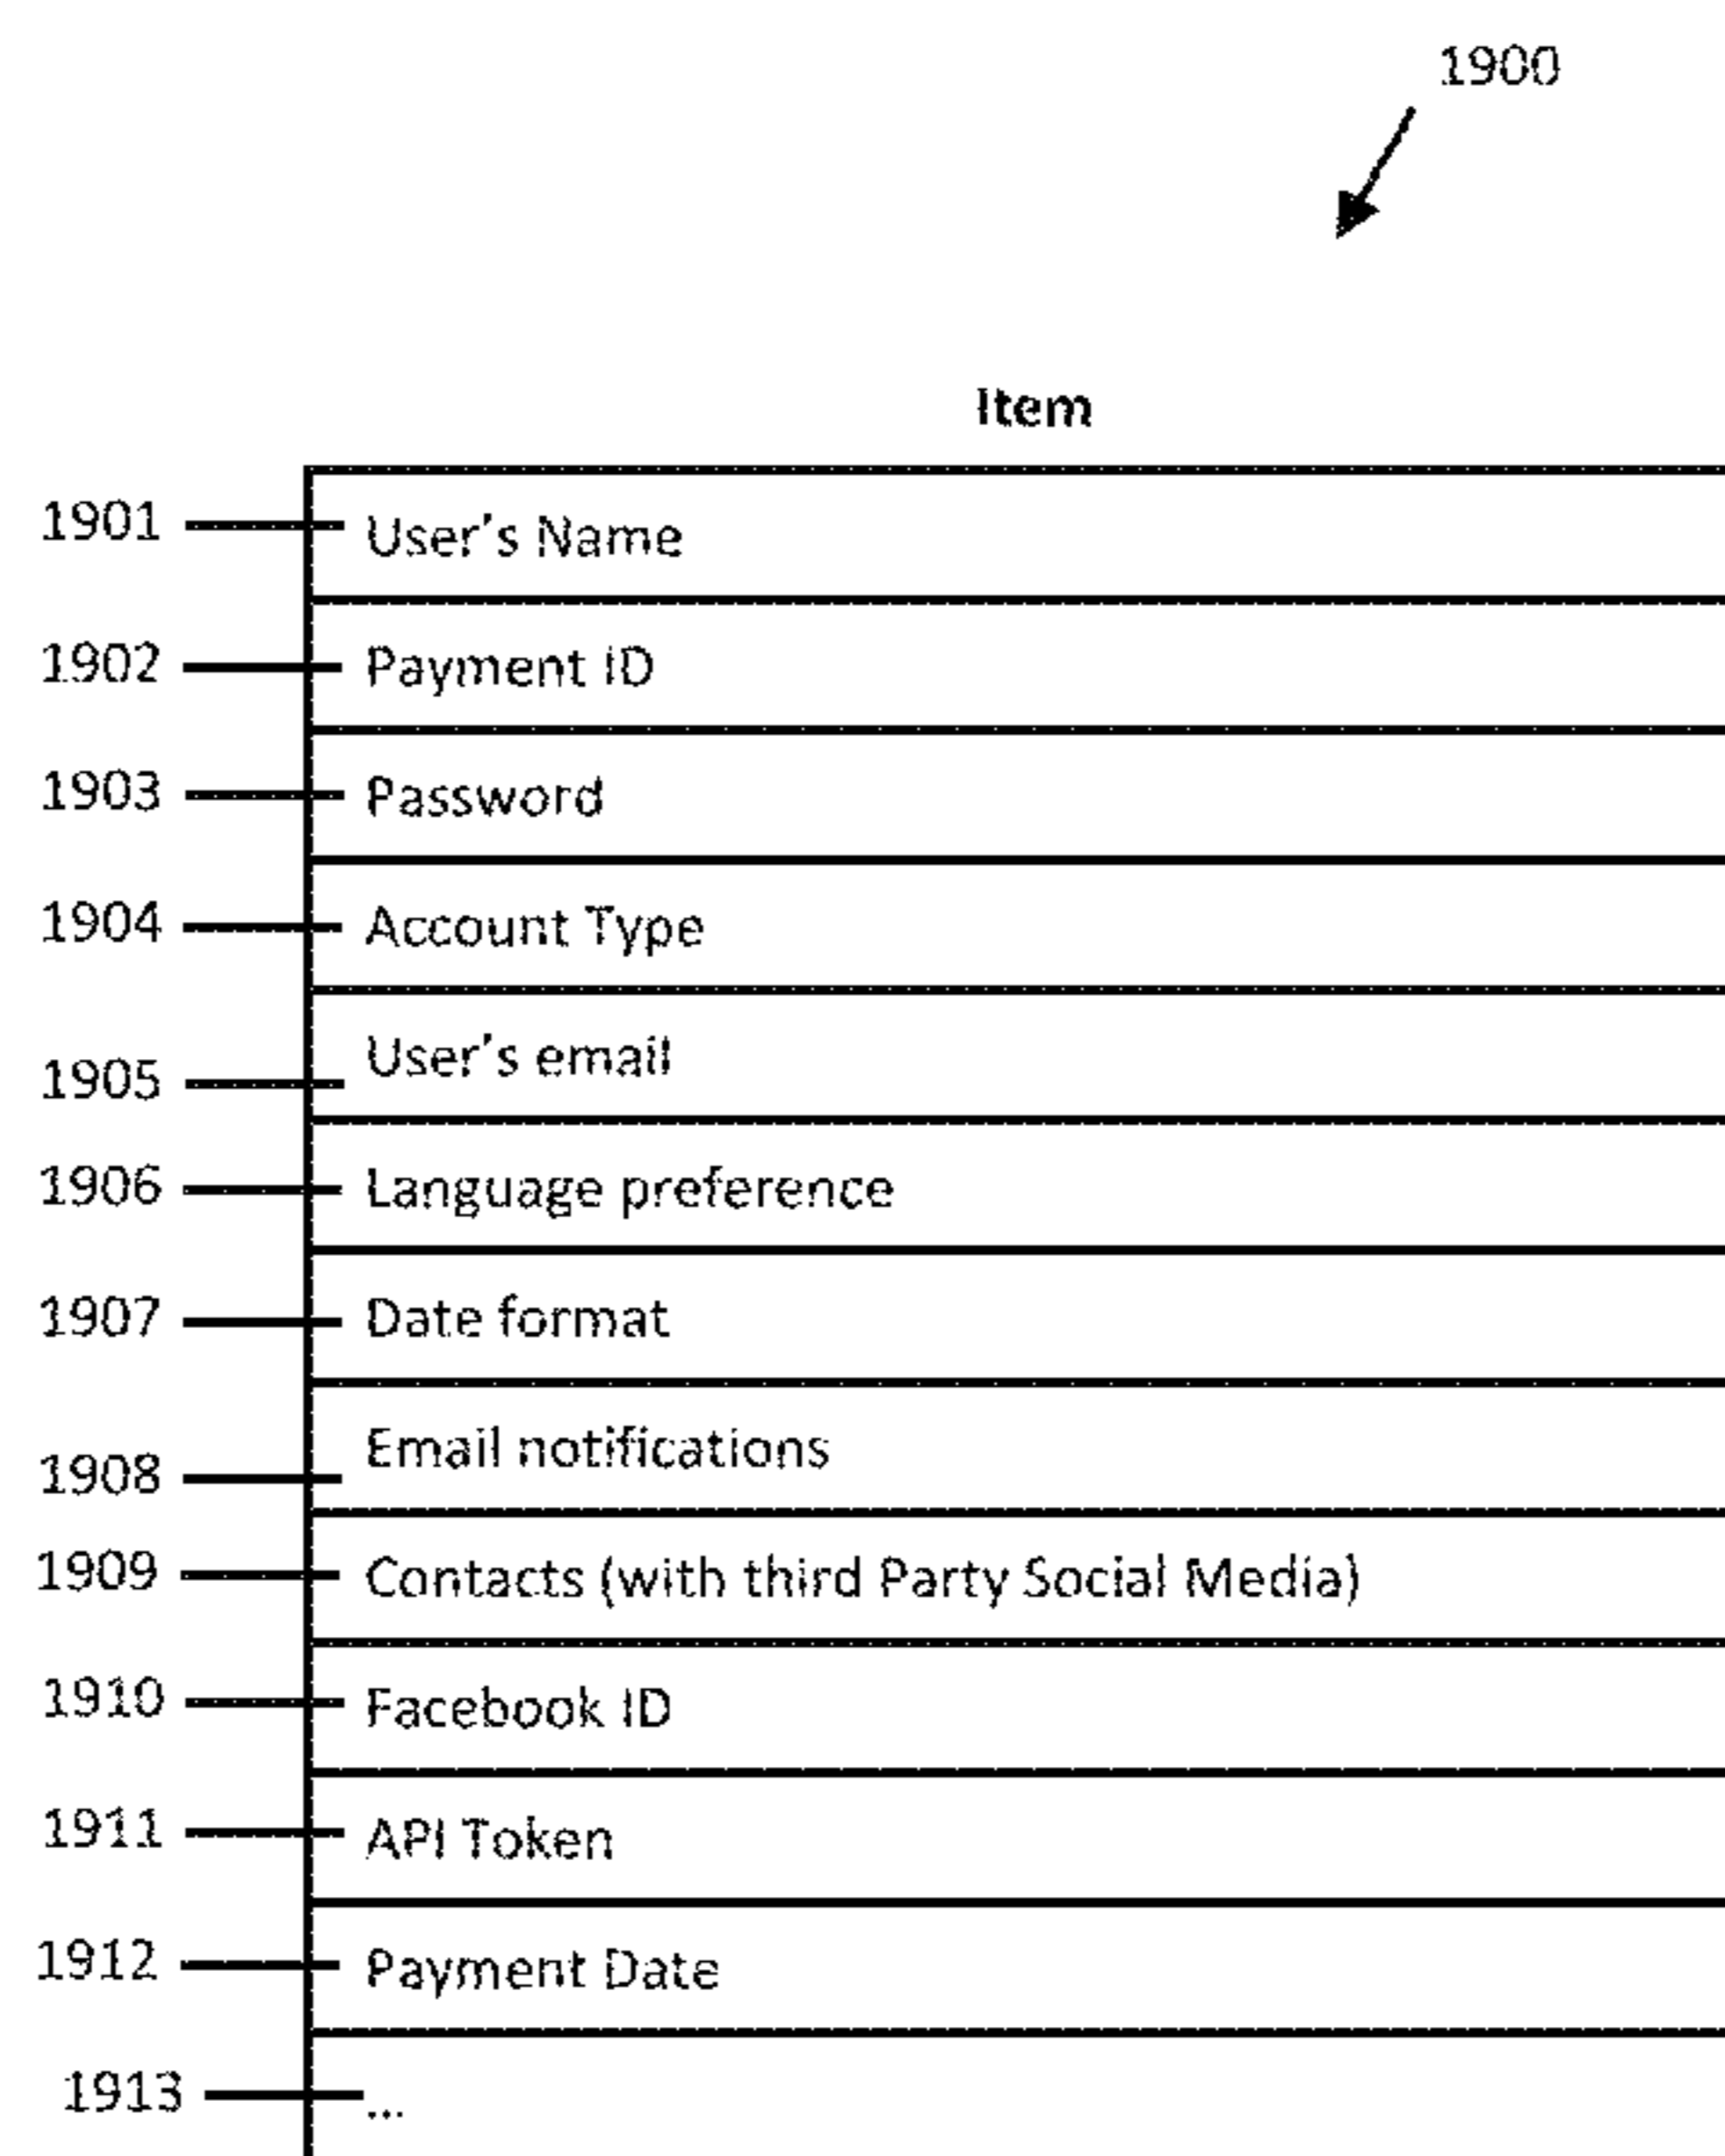 1900
Item
1901 User's Name
1902 Payment ID
1903 Password
1904 Account Type
1905 User's email
1906 Language preference
1907 Date format
1908 Email notifications
1909 Contacts (with third Party Social Media)
1910 Facebook ID
1911 API Token
1912 Payment Date
1913 ...